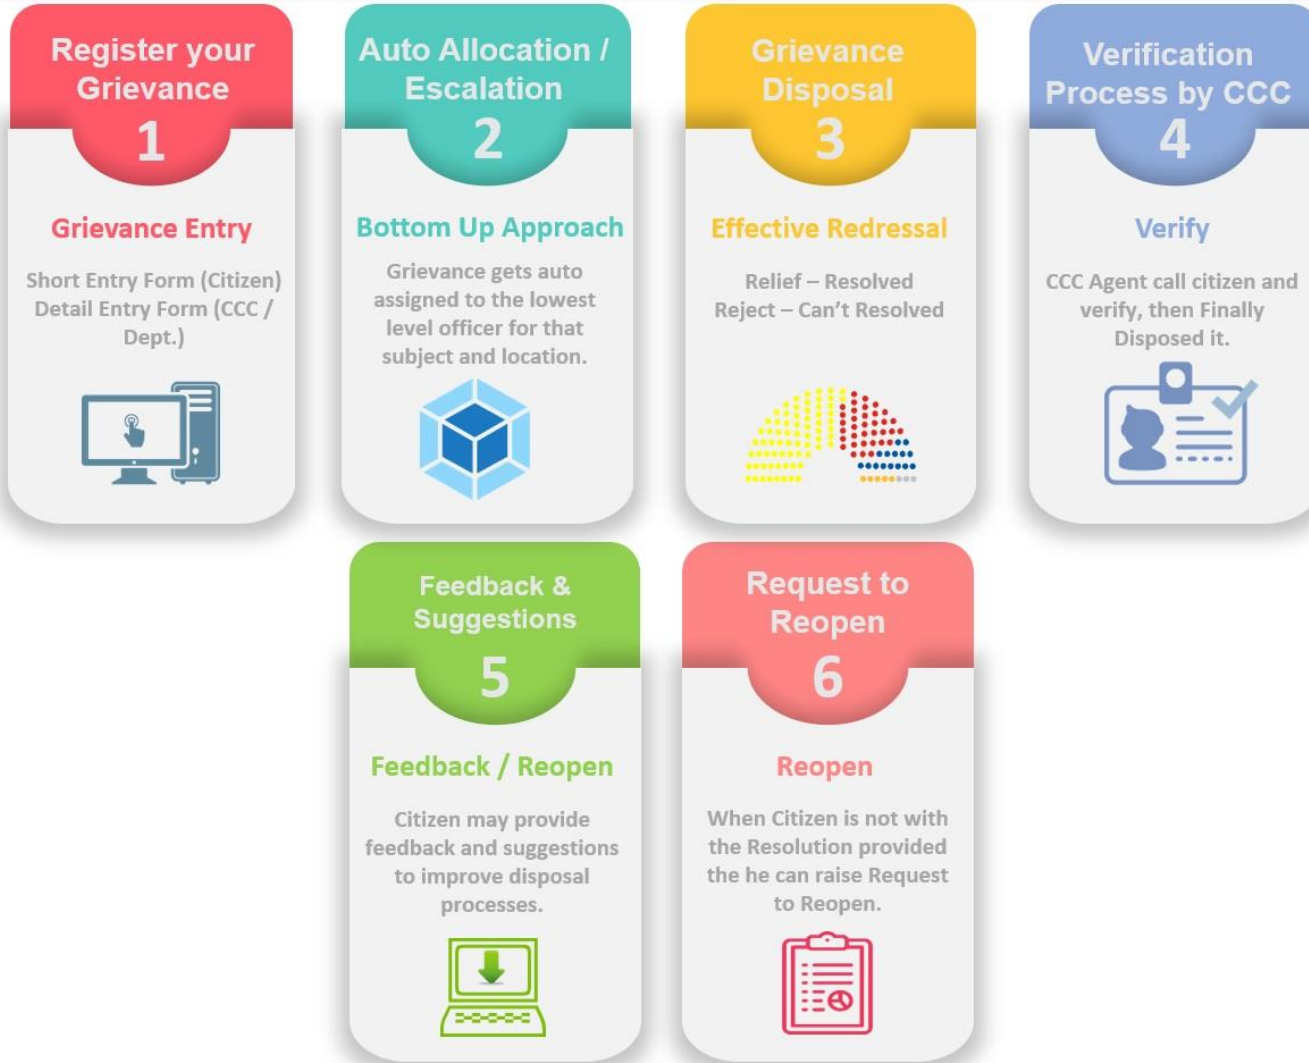 Register your
Grievance
1
Grievance Entry
Short Entry Form (Citizen)
Detail Entry Form (CCC /
Dept.)
Auto Allocation /
Escalation
2
Bottom Up Approach
Grievance gets auto
assigned to the lowest
level officer for that
subject and location.
Grievance
Disposal
3
Effective Redressal
Relief – Resolved
Reject – Can’t Resolved
Verification
Process by CCC
4
Verify
CCC Agent call citizen and
verify, then Finally
Disposed it.
Feedback &
Suggestions
5
Feedback / Reopen
Citizen may provide
feedback and suggestions
to improve disposal
processes.
Request to
Reopen
6
Reopen
When Citizen is not with
the Resolution provided
the he can raise Request
to Reopen.